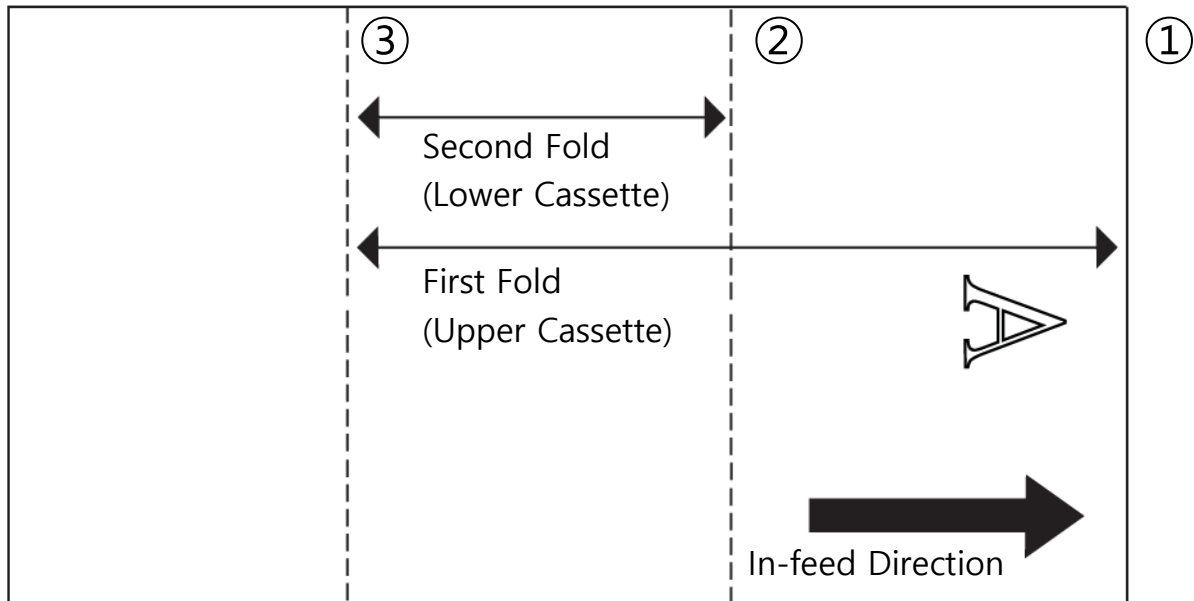 ③ ② ①
Second Fold
(Lower Cassette)
First Fold
(Upper Cassette)
A
In-feed Direction